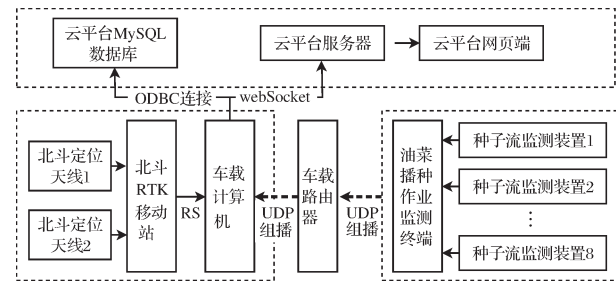 云平台MySQL
数据库
云平台服务器
云平台网页端
ODBC连接
webSocket
北斗定位
天线1
北斗定位
天线2
北斗
RTK
移动
站
RS
车载
计算
机
UDP
组播
车载
路由
器
UDP
组播
油菜
播种
作业
监测
终端
种子流监测装置1
种子流监测装置2
⋮
种子流监测装置8